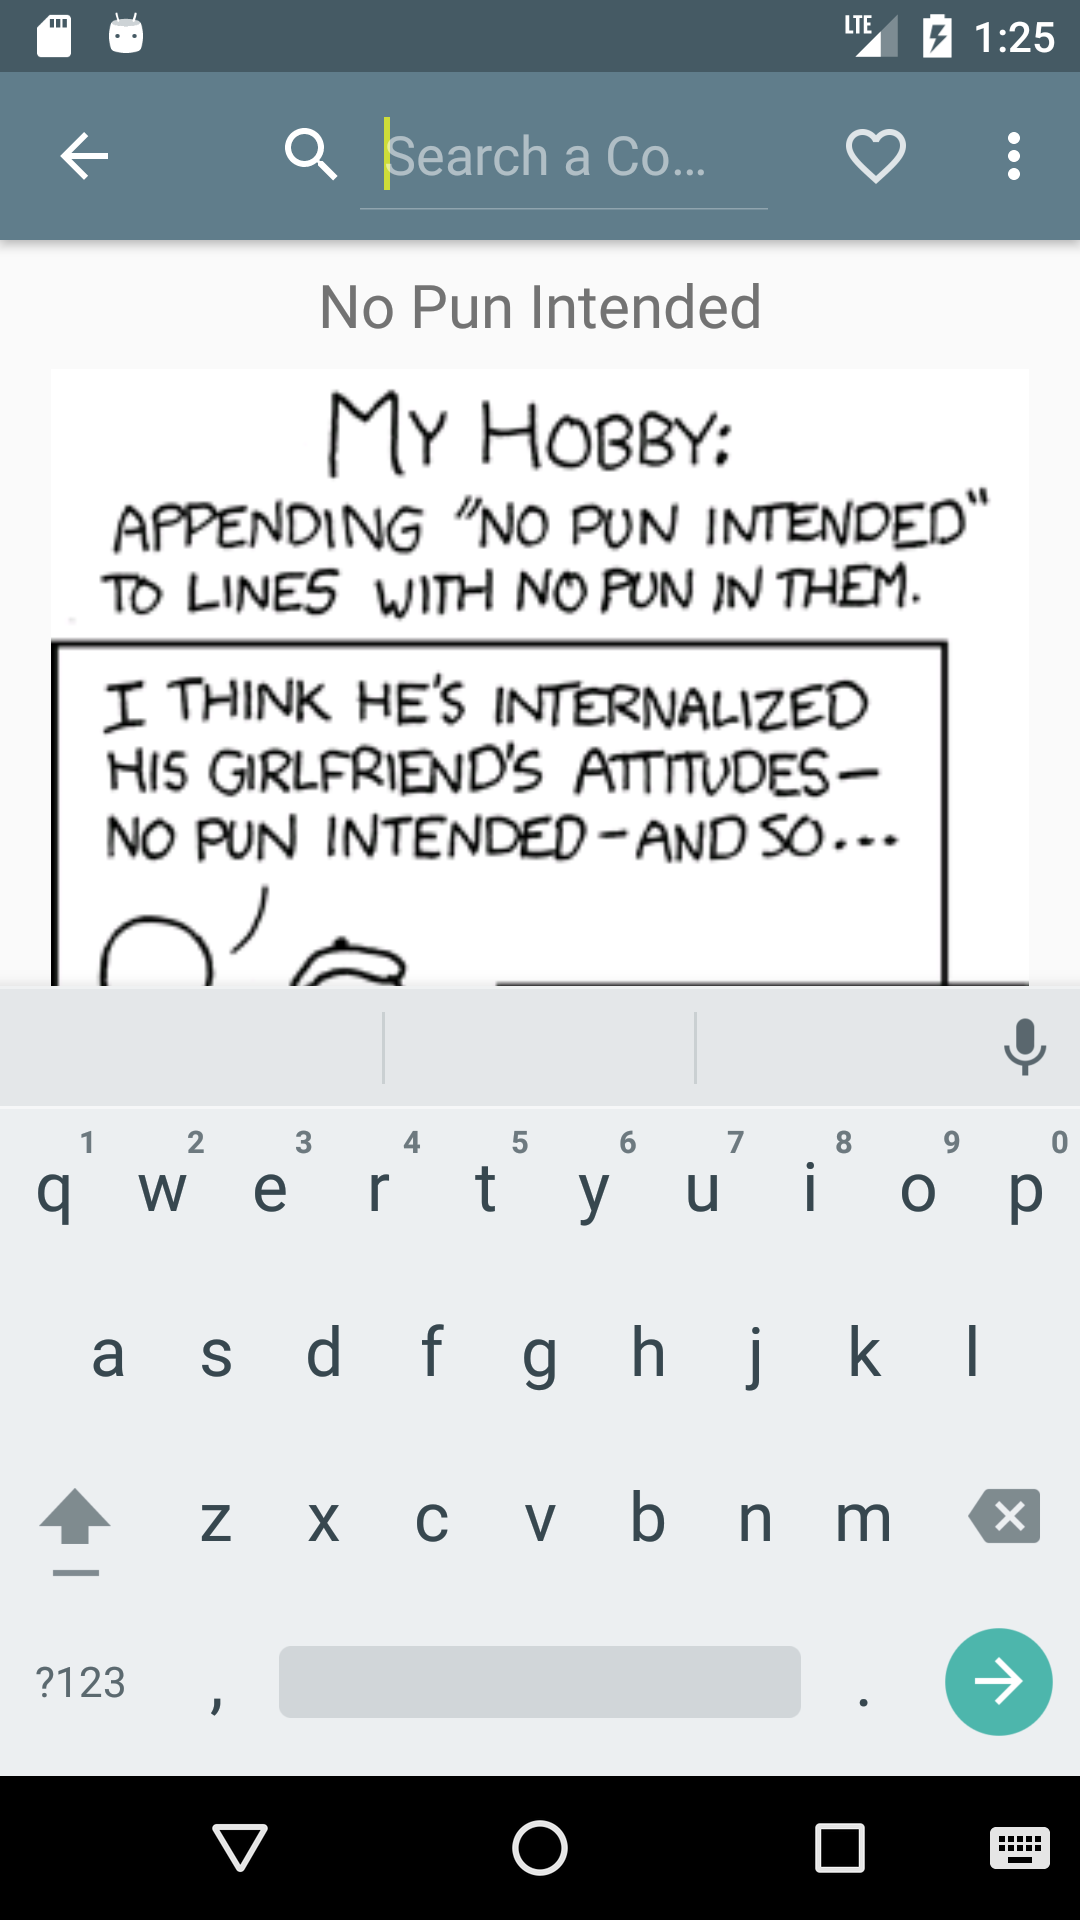 LTE 1:25
Search a Co...
No Pun Intended
MY HOBBY:
APPENDING "NO PUN INTENDED"
TO LINES WITH NO PUN IN THEM.
I THINK HE'S INTERNALIZED
HIS GIRLFRIEND'S ATTITUDES—
NO PUN INTENDED-AND SO...
1 2 3 4 5 6 7 8 9 0
q w e r t y u i o p
a s d f g h j k l
z x c v b n m
?123 , .